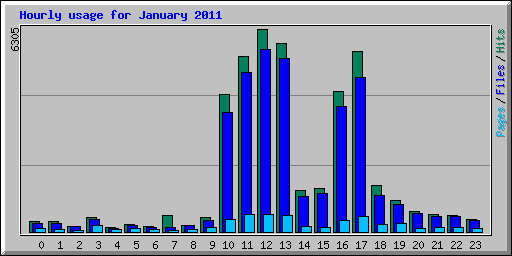 Hourly usage for January 2011
6305
Pages/Files/Hits
0 1 2 3 4 5 6 7 8 9 10 11 12 13 14 15 16 17 18 19 20 21 22 23